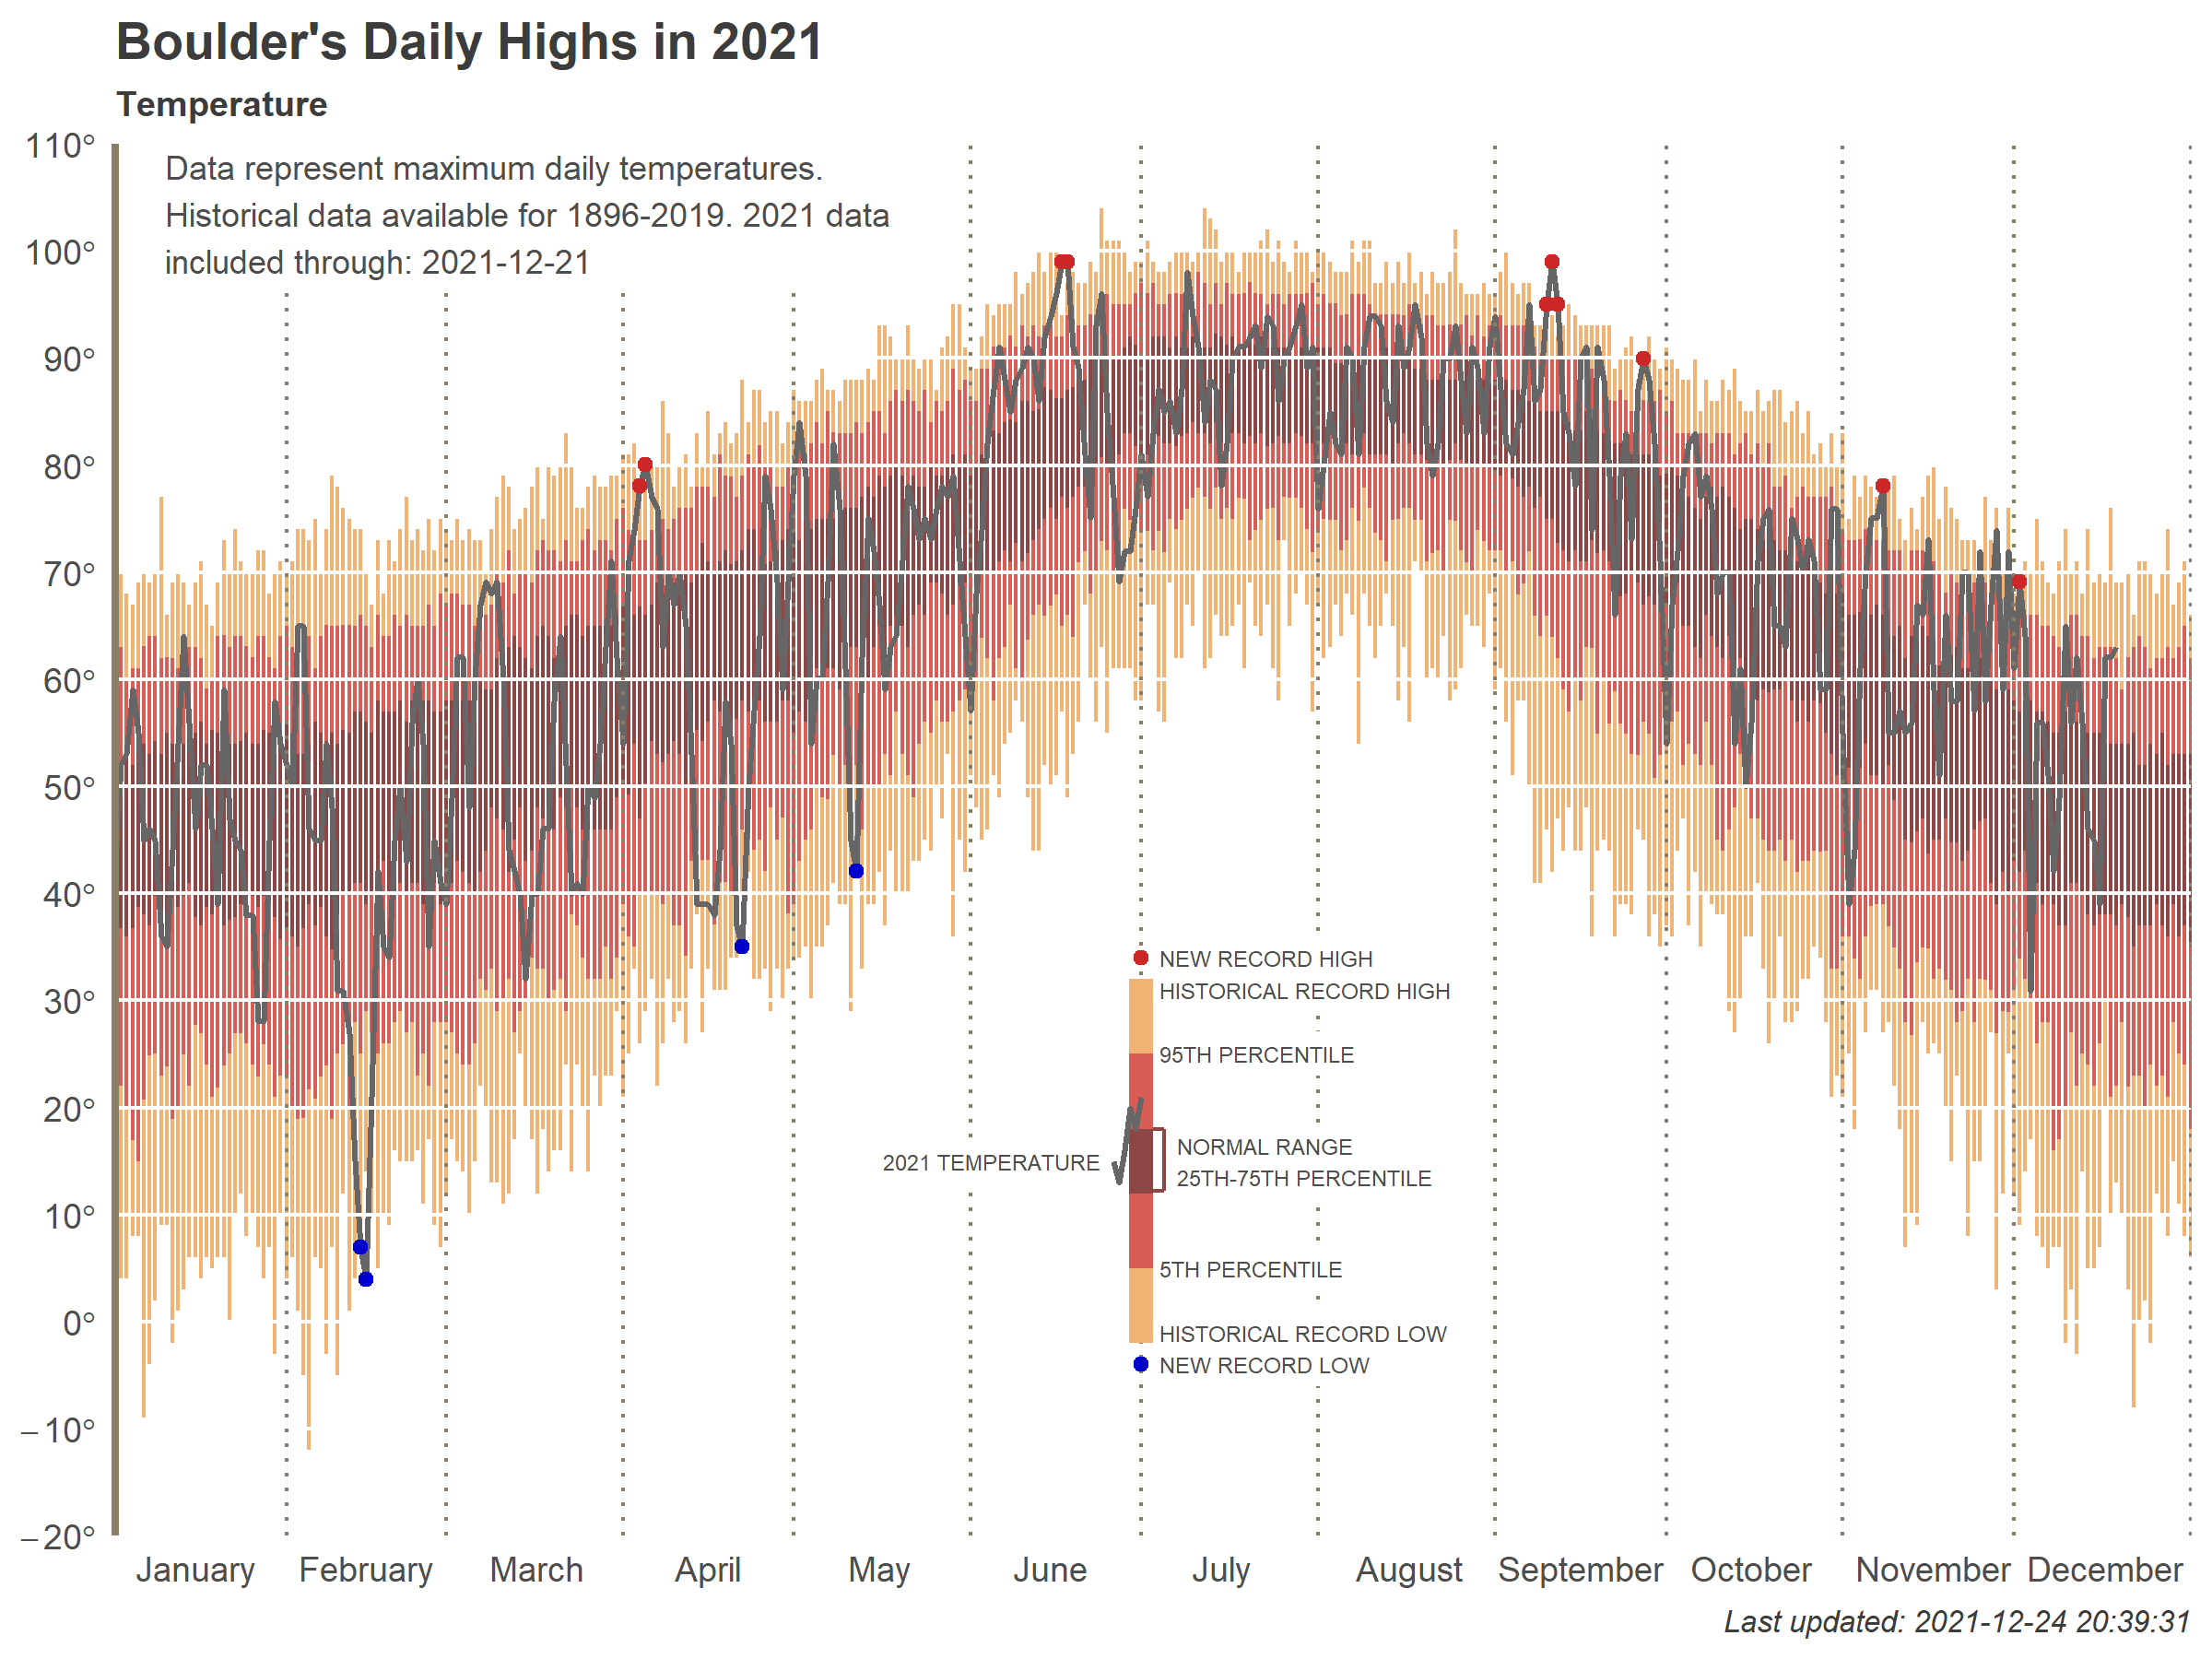 Boulder's Daily Highs in 2021
Temperature
110°
Data represent maximum daily temperatures.
Historical data available for 1896-2019. 2021 data
included through: 2021-12-21
100°
90°
80°
70°
60°
50°
40°
30°
20°
10°
0°
−10°
−20°
NEW RECORD HIGH
HISTORICAL RECORD HIGH
95TH PERCENTILE
2021 TEMPERATURE
NORMAL RANGE
25TH-75TH PERCENTILE
5TH PERCENTILE
HISTORICAL RECORD LOW
NEW RECORD LOW
January February March April May June July August September October November December
Last updated: 2021-12-24 20:39:31